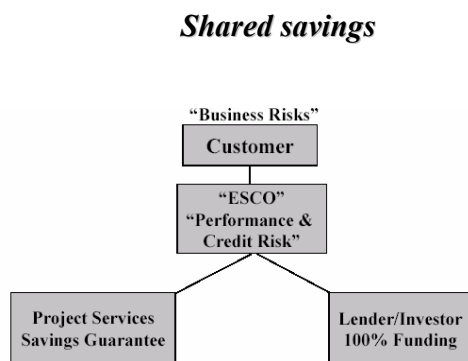 Shared savings
“Business Risks”
Customer
“ESCO”
“Performance &
Credit Risk”
Project Services
Savings Guarantee
Lender/Investor
100% Funding